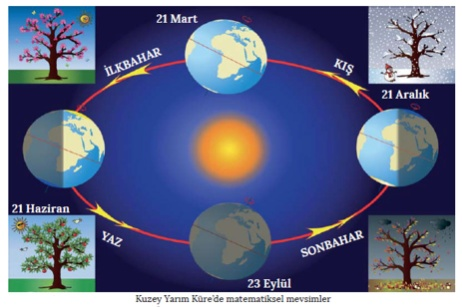 21 Mart
İLKBAHAR
KIŞ
21 Aralık
21 Haziran
YAZ
SONBAHAR
23 Eylül
Kuzey Yarım Küre'de matematiksel mevsimler